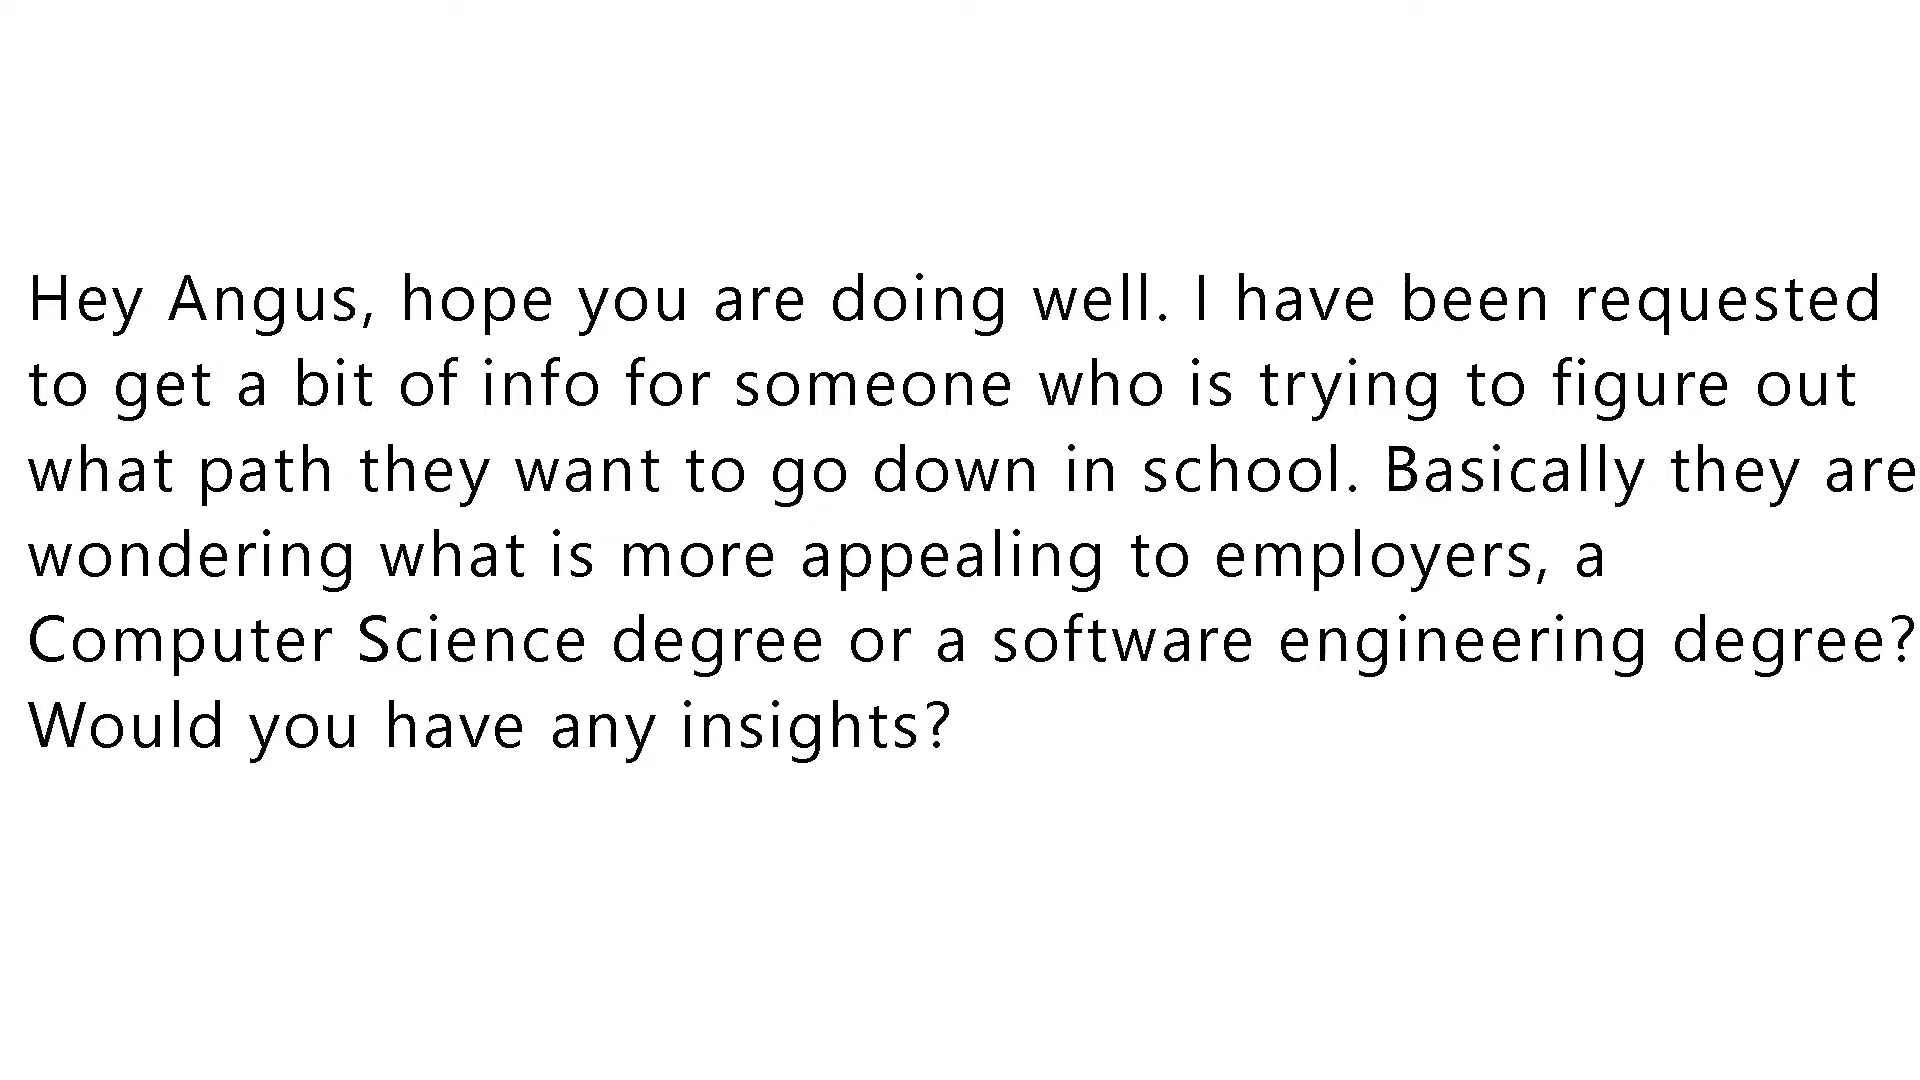 Hey Angus, hope you are doing well. I have been requested
to get a bit of info for someone who is trying to figure out
what path they want to go down in school. Basically they are
wondering what is more appealing to employers, a
Computer Science degree or a software engineering degree?
Would you have any insights?